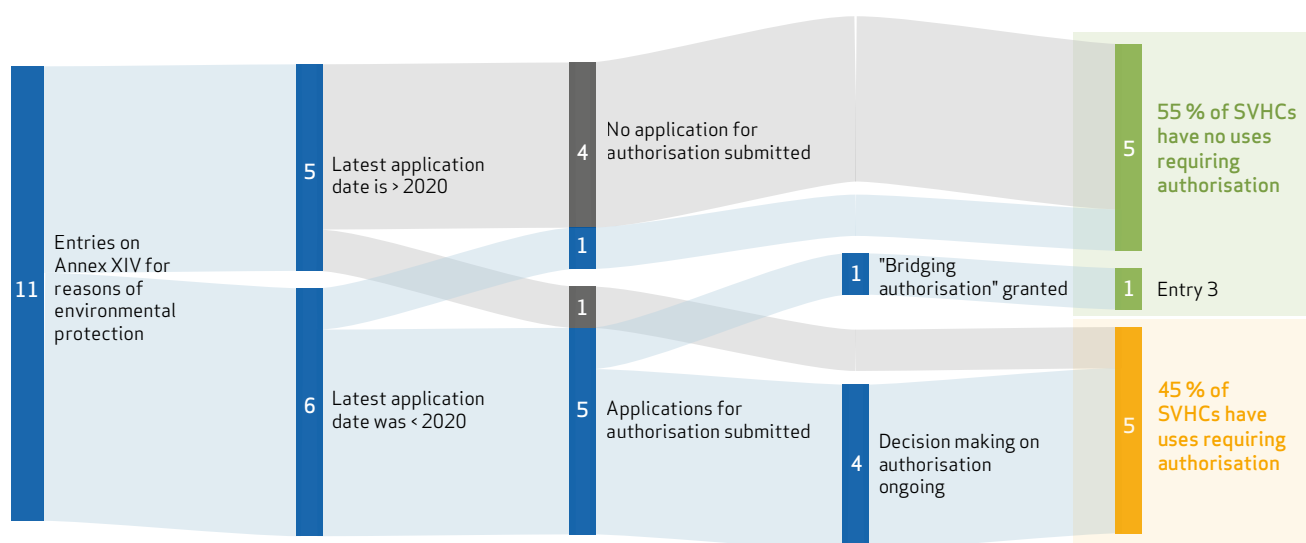 11
Entries on
Annex XIV for
reasons of
environmental
protection
5
Latest application
date is > 2020
6
Latest application
date was < 2020
4
No application for
authorisation submitted
1
1
5
Applications for
authorisation submitted
1
"Bridging
authorisation" granted
4
Decision making on
authorisation
ongoing
5
55 % of SVHCs
have no uses
requiring
authorisation
1
Entry 3
5
45 % of
SVHCs have
uses requiring
authorisation